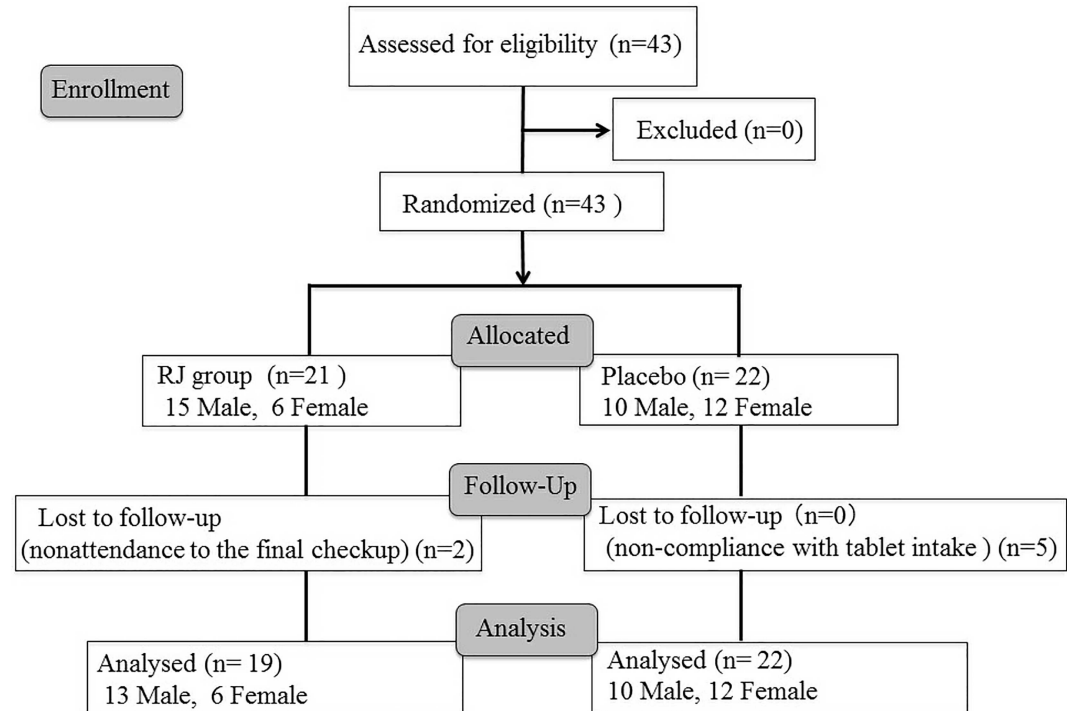 Assessed for eligibility (n=43)
Enrollment
Excluded (n=0)
Randomized (n=43 )
Allocated
RJ group (n=21 )
15 Male, 6 Female
Placebo (n= 22)
10 Male, 12 Female
Follow-Up
Lost to follow-up
(nonattendance to the final checkup) (n=2)
Lost to follow-up (n=0)
(non-compliance with tablet intake ) (n=5)
Analysis
Analysed (n= 19)
13 Male, 6 Female
Analysed (n= 22)
10 Male, 12 Female